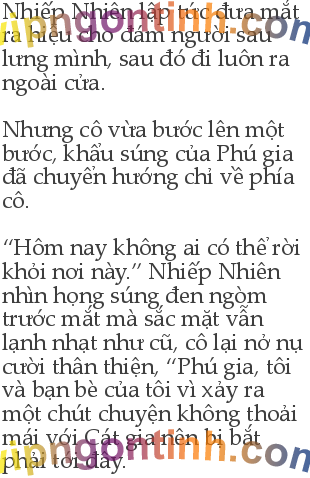 Nhiếp Nhiên lập tức đưa mắt
ra hiệu cho đám người sau
lưng mình, sau đó đi luôn ra
ngoài cửa.
Nhưng cô vừa bước lên một
bước, khẩu súng của Phú gia
đã chuyển hướng chỉ về phía
cô.
“Hôm nay không ai có thể rời
khỏi nơi này.” Nhiếp Nhiên
nhìn họng súng đen ngòm
trước mắt mà sắc mặt vẫn
lạnh nhạt như cũ, cô lại nở nụ
cười thân thiện, “Phú gia, tôi
và bạn bè của tôi vì xảy ra
một chút chuyện không thoải
mái với Cát gia nên bị bắt
phải tới đây.
vipngontinh.com
vipngontinh.com